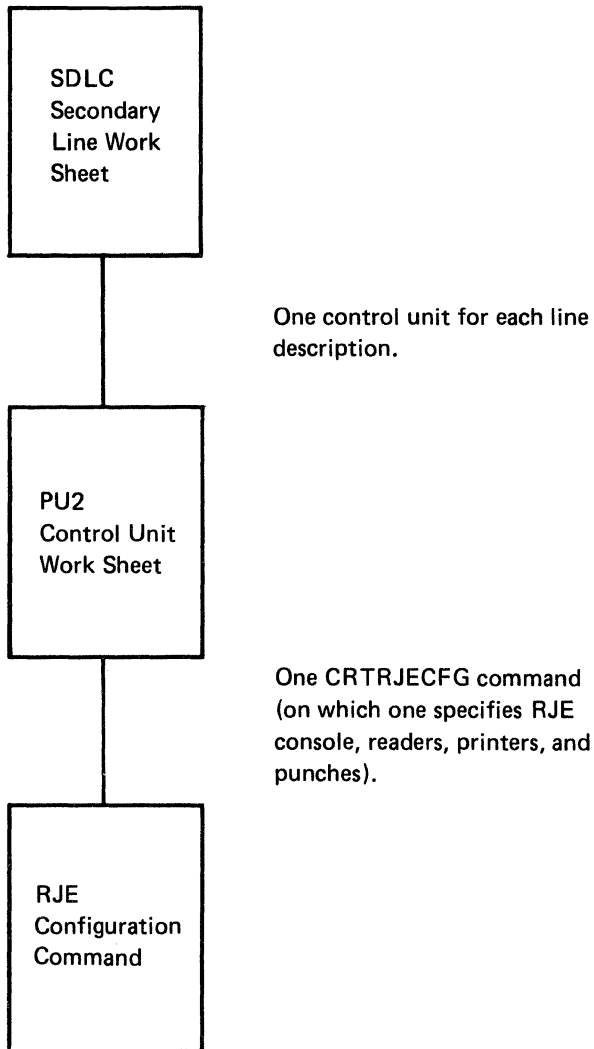 SDLC
Secondary
Line Work
Sheet
One control unit for each line
description.
PU2
Control Unit
Work Sheet
One CRTRJECFG command
(on which one specifies RJE
console, readers, printers, and
punches).
RJE
Configuration
Command